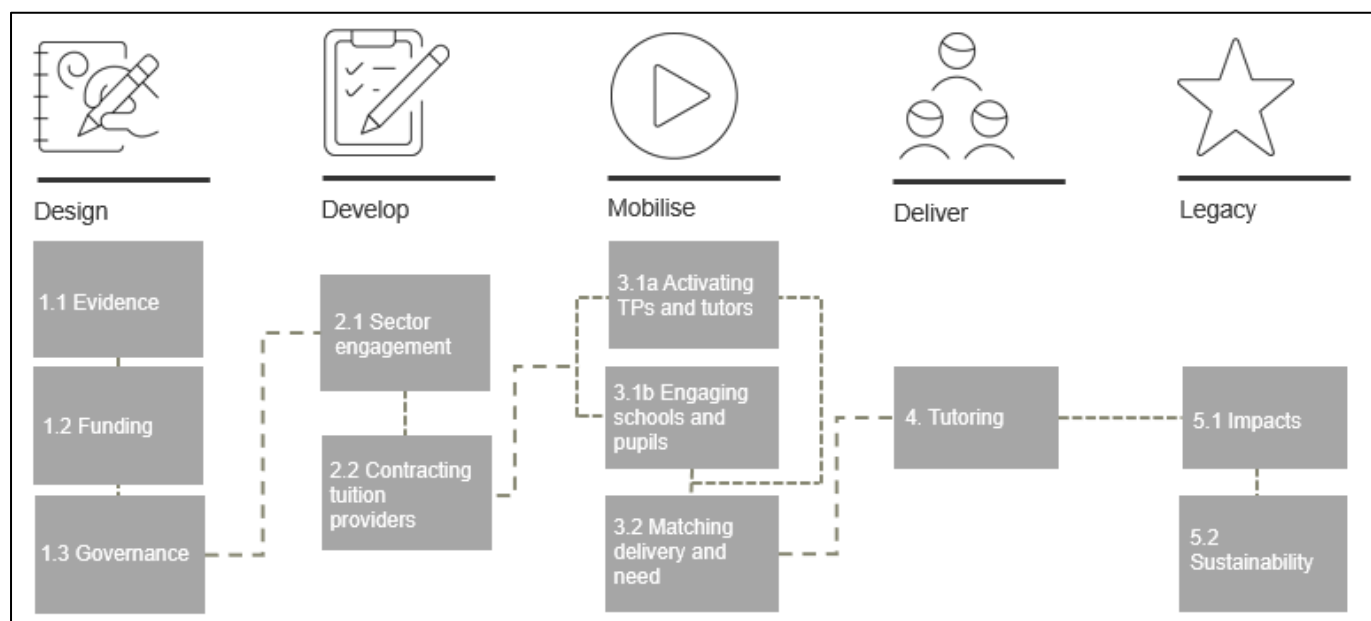 Design
Develop
Mobilise
Deliver
Legacy
1.1 Evidence
1.2 Funding
1.3 Governance
2.1 Sector
engagement
2.2 Contracting
tuition
providers
3.1a Activating
TPs and tutors
3.1b Engaging
schools and
pupils
3.2 Matching
delivery and
need
4. Tutoring
5.1 Impacts
5.2
Sustainability